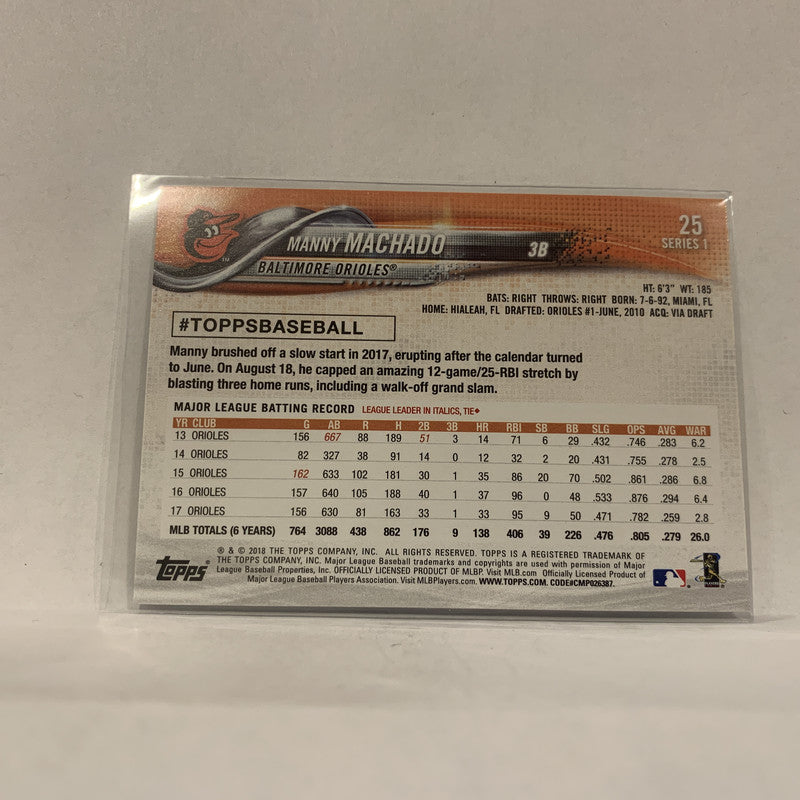 25
SERIES 1
MANNY MACHADO 3B
BALTIMORE ORIOLES®
HT: 6'3" WT: 185
BATS: RIGHT THROWS: RIGHT BORN: 7-6-92, MIAMI, FL
HOME: HIALEAH, FL DRAFTED: ORIOLES #1-JUNE, 2010 ACQ: VIA DRAFT
#TOPPSBASEBALL
Manny brushed off a slow start in 2017, erupting after the calendar turned
to June. On August 18, he capped an amazing 12-game/25-RBI stretch by
blasting three home runs, including a walk-off grand slam.
MAJOR LEAGUE BATTING RECORD LEAGUE LEADER IN ITALICS, TIE◆
YR CLUB G AB R H 2B 3B HR RBI SB BB SLG OPS AVG WAR
13 ORIOLES 156 667 88 189 51 3 14 71 6 29 .432 .746 .283 6.2
14 ORIOLES 82 327 38 91 14 0 12 32 2 20 .431 .755 .278 2.5
15 ORIOLES 162 633 102 181 30 1 35 86 20 70 .502 .861 .286 6.8
16 ORIOLES 157 640 105 188 40 1 37 96 0 48 .533 .876 .294 6.4
17 ORIOLES 156 630 81 163 33 1 33 95 9 50 .471 .782 .259 2.8
MLB TOTALS (6 YEARS) 764 3088 438 862 176 9 138 406 39 226 .476 .805 .279 26.0
topps®
® & © 2018 THE TOPPS COMPANY, INC. ALL RIGHTS RESERVED. TOPPS IS A REGISTERED TRADEMARK OF
THE TOPPS COMPANY, INC. Major League Baseball trademarks and copyrights are used with permission of Major
League Baseball Properties, Inc. OFFICIALLY LICENSED PRODUCT OF MLBP. Visit MLB.com Officially Licensed Product of
Major League Baseball Players Association. Visit MLBPlayers.com. WWW.TOPPS.COM. CODE#CMP026387.